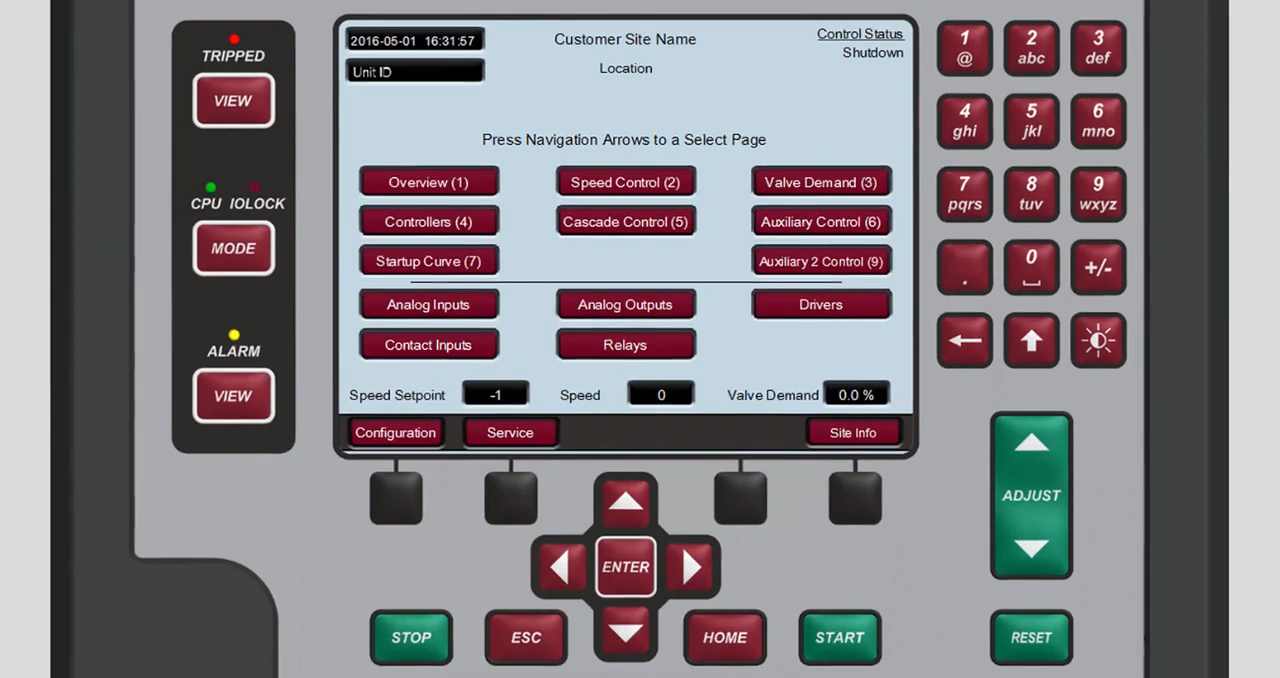 TRIPPED
VIEW
CPU IOLOCK
MODE
ALARM
VIEW
2016-05-01 16:31:57
Unit ID
Customer Site Name
Location
Control Status
Shutdown
Press Navigation Arrows to a Select Page
Overview (1)
Speed Control (2)
Valve Demand (3)
Controllers (4)
Cascade Control (5)
Auxiliary Control (6)
Startup Curve (7)
Auxiliary 2 Control (9)
Analog Inputs
Analog Outputs
Drivers
Contact Inputs
Relays
Speed Setpoint -1
Speed 0
Valve Demand 0.0 %
Configuration
Service
Site Info
1
@
2
abc
3
def
4
ghi
5
jkl
6
mno
7
pqrs
8
tuv
9
wxyz
.
0
+/-
ADJUST
ENTER
STOP
ESC
HOME
START
RESET